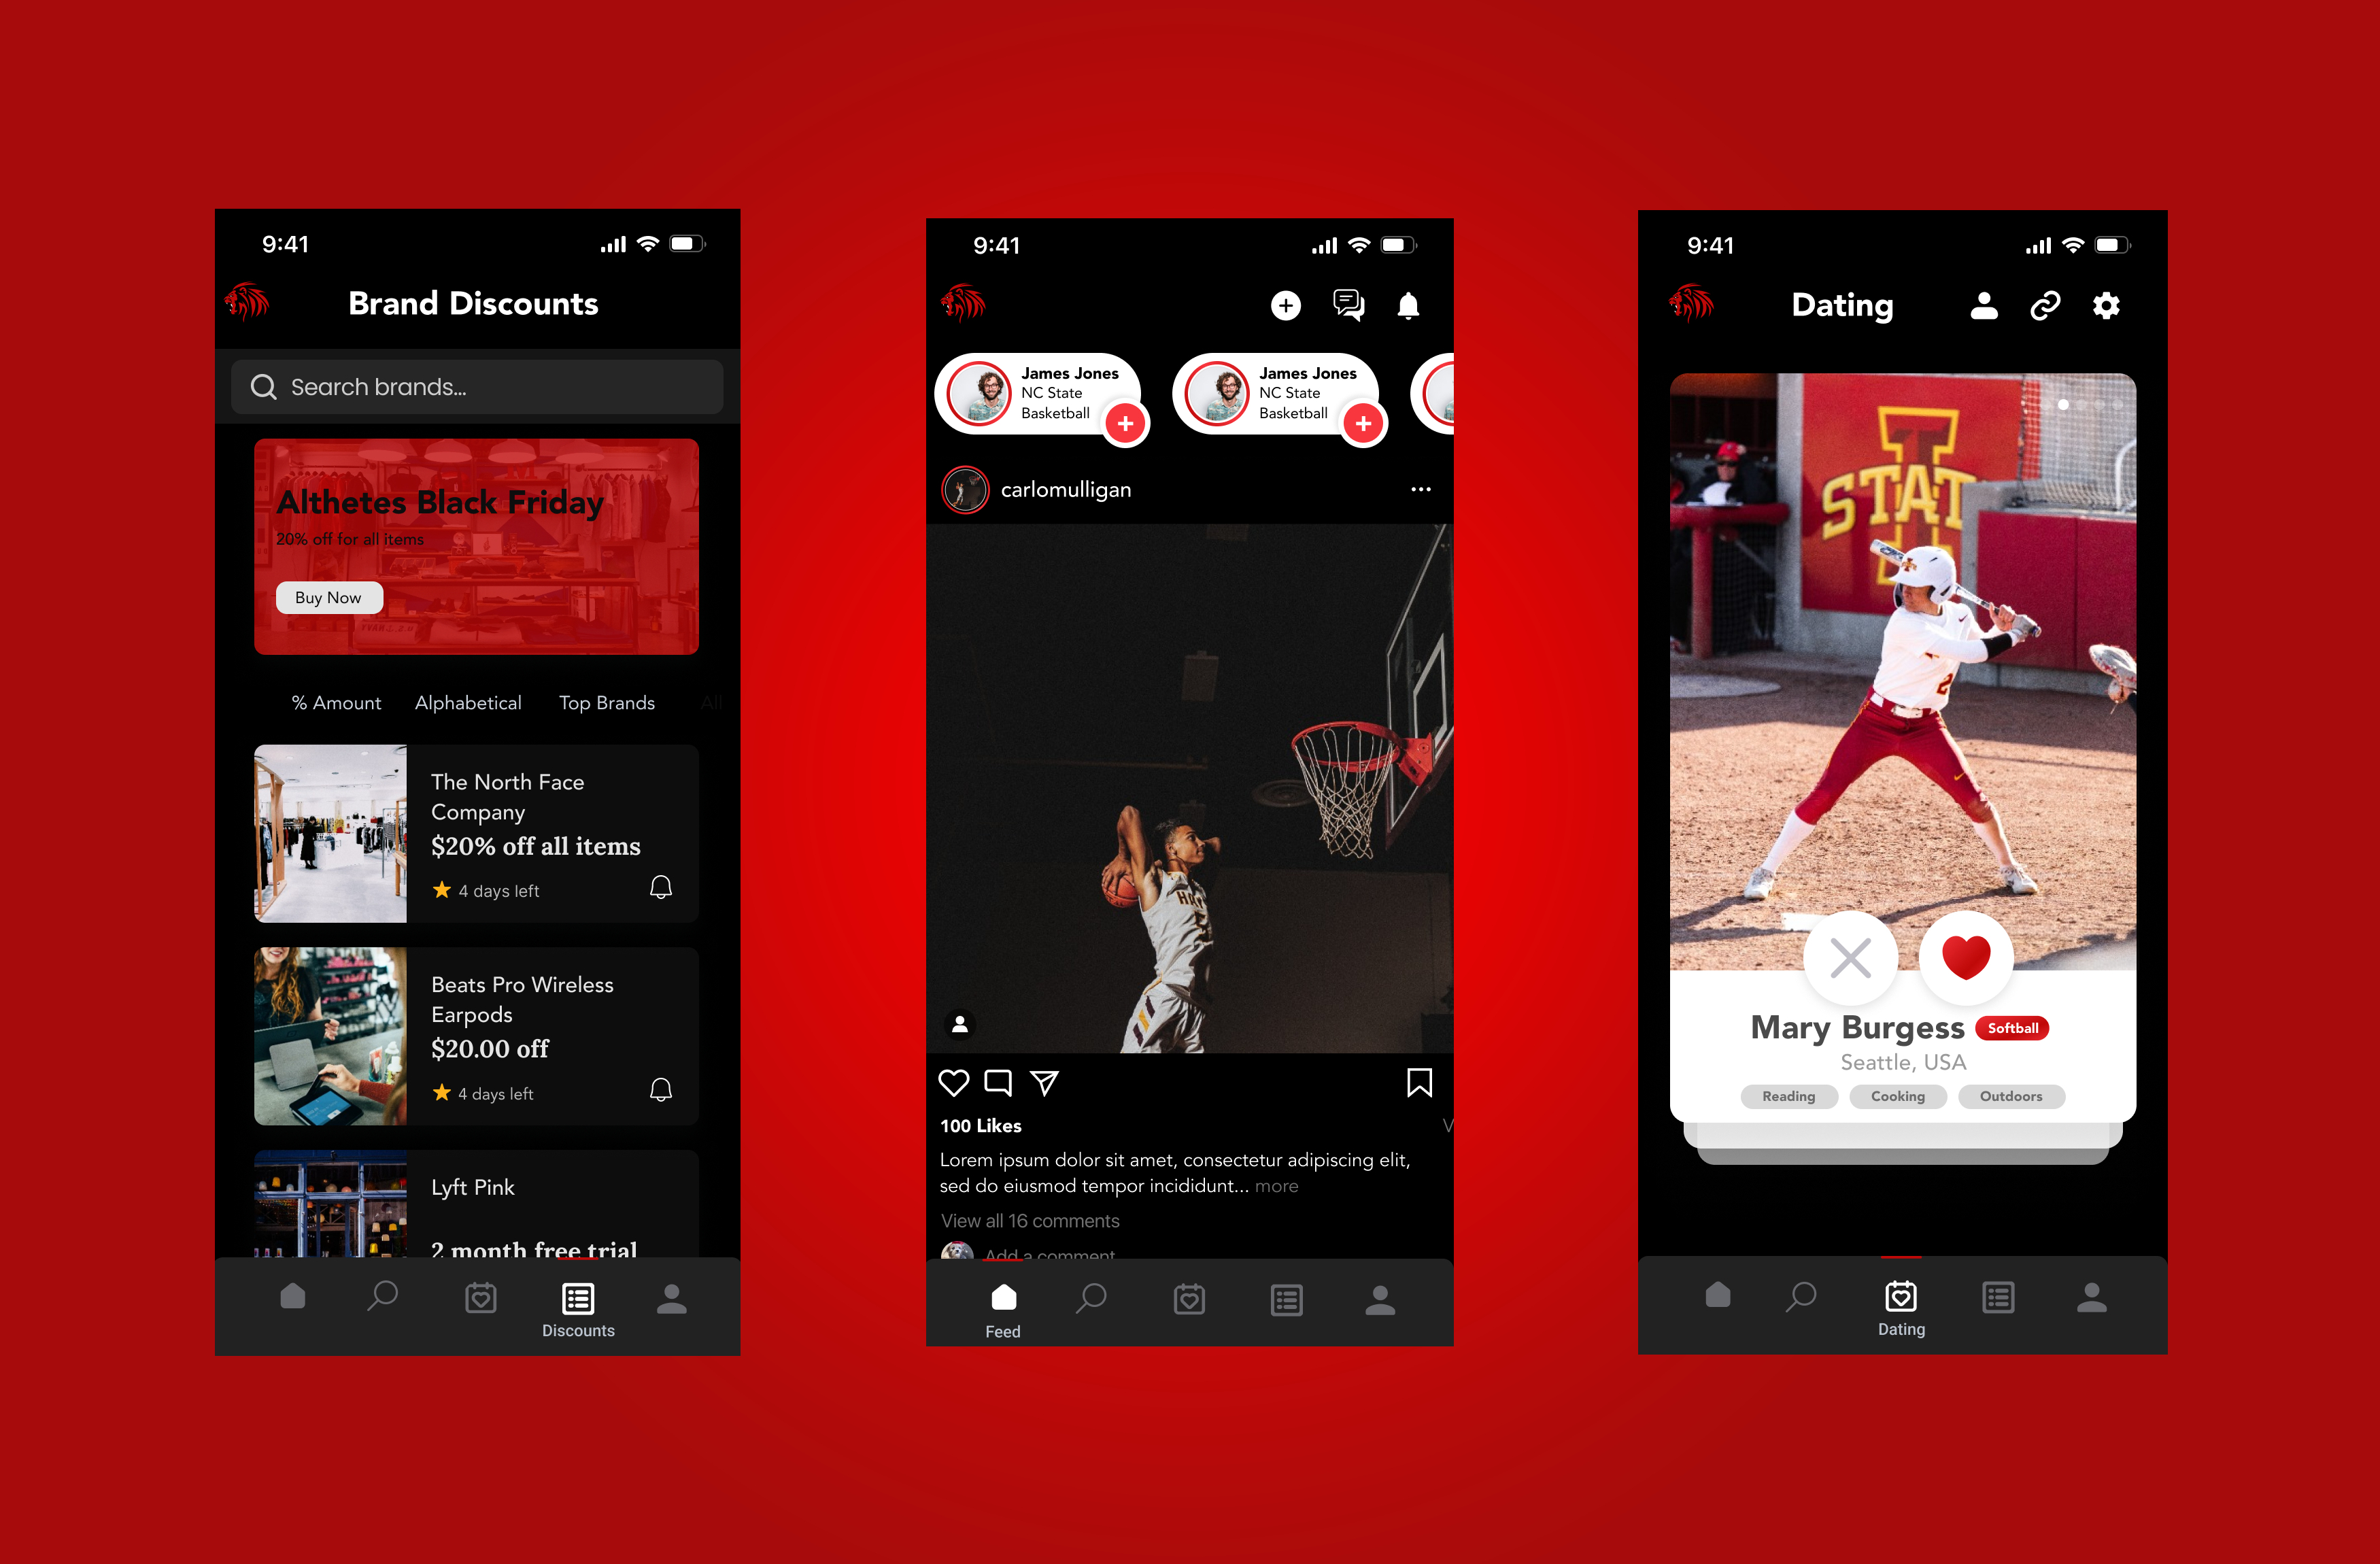 9:41
Brand Discounts
Search brands...
Althetes Black Friday
20% off for all items
Buy Now
% Amount
Alphabetical
Top Brands
All
The North Face
Company
$20% off all items
4 days left
Beats Pro Wireless
Earpods
$20.00 off
4 days left
Lyft Pink
2 month free trial
Discounts
9:41
James Jones
NC State
Basketball
James Jones
NC State
Basketball
carlomulligan
100 Likes
V
Lorem ipsum dolor sit amet, consectetur adipiscing elit,
sed do eiusmod tempor incididunt... more
View all 16 comments
Add a comment
Feed
9:41
Dating
STATE
Mary Burgess
Softball
Seattle, USA
Reading
Cooking
Outdoors
Dating